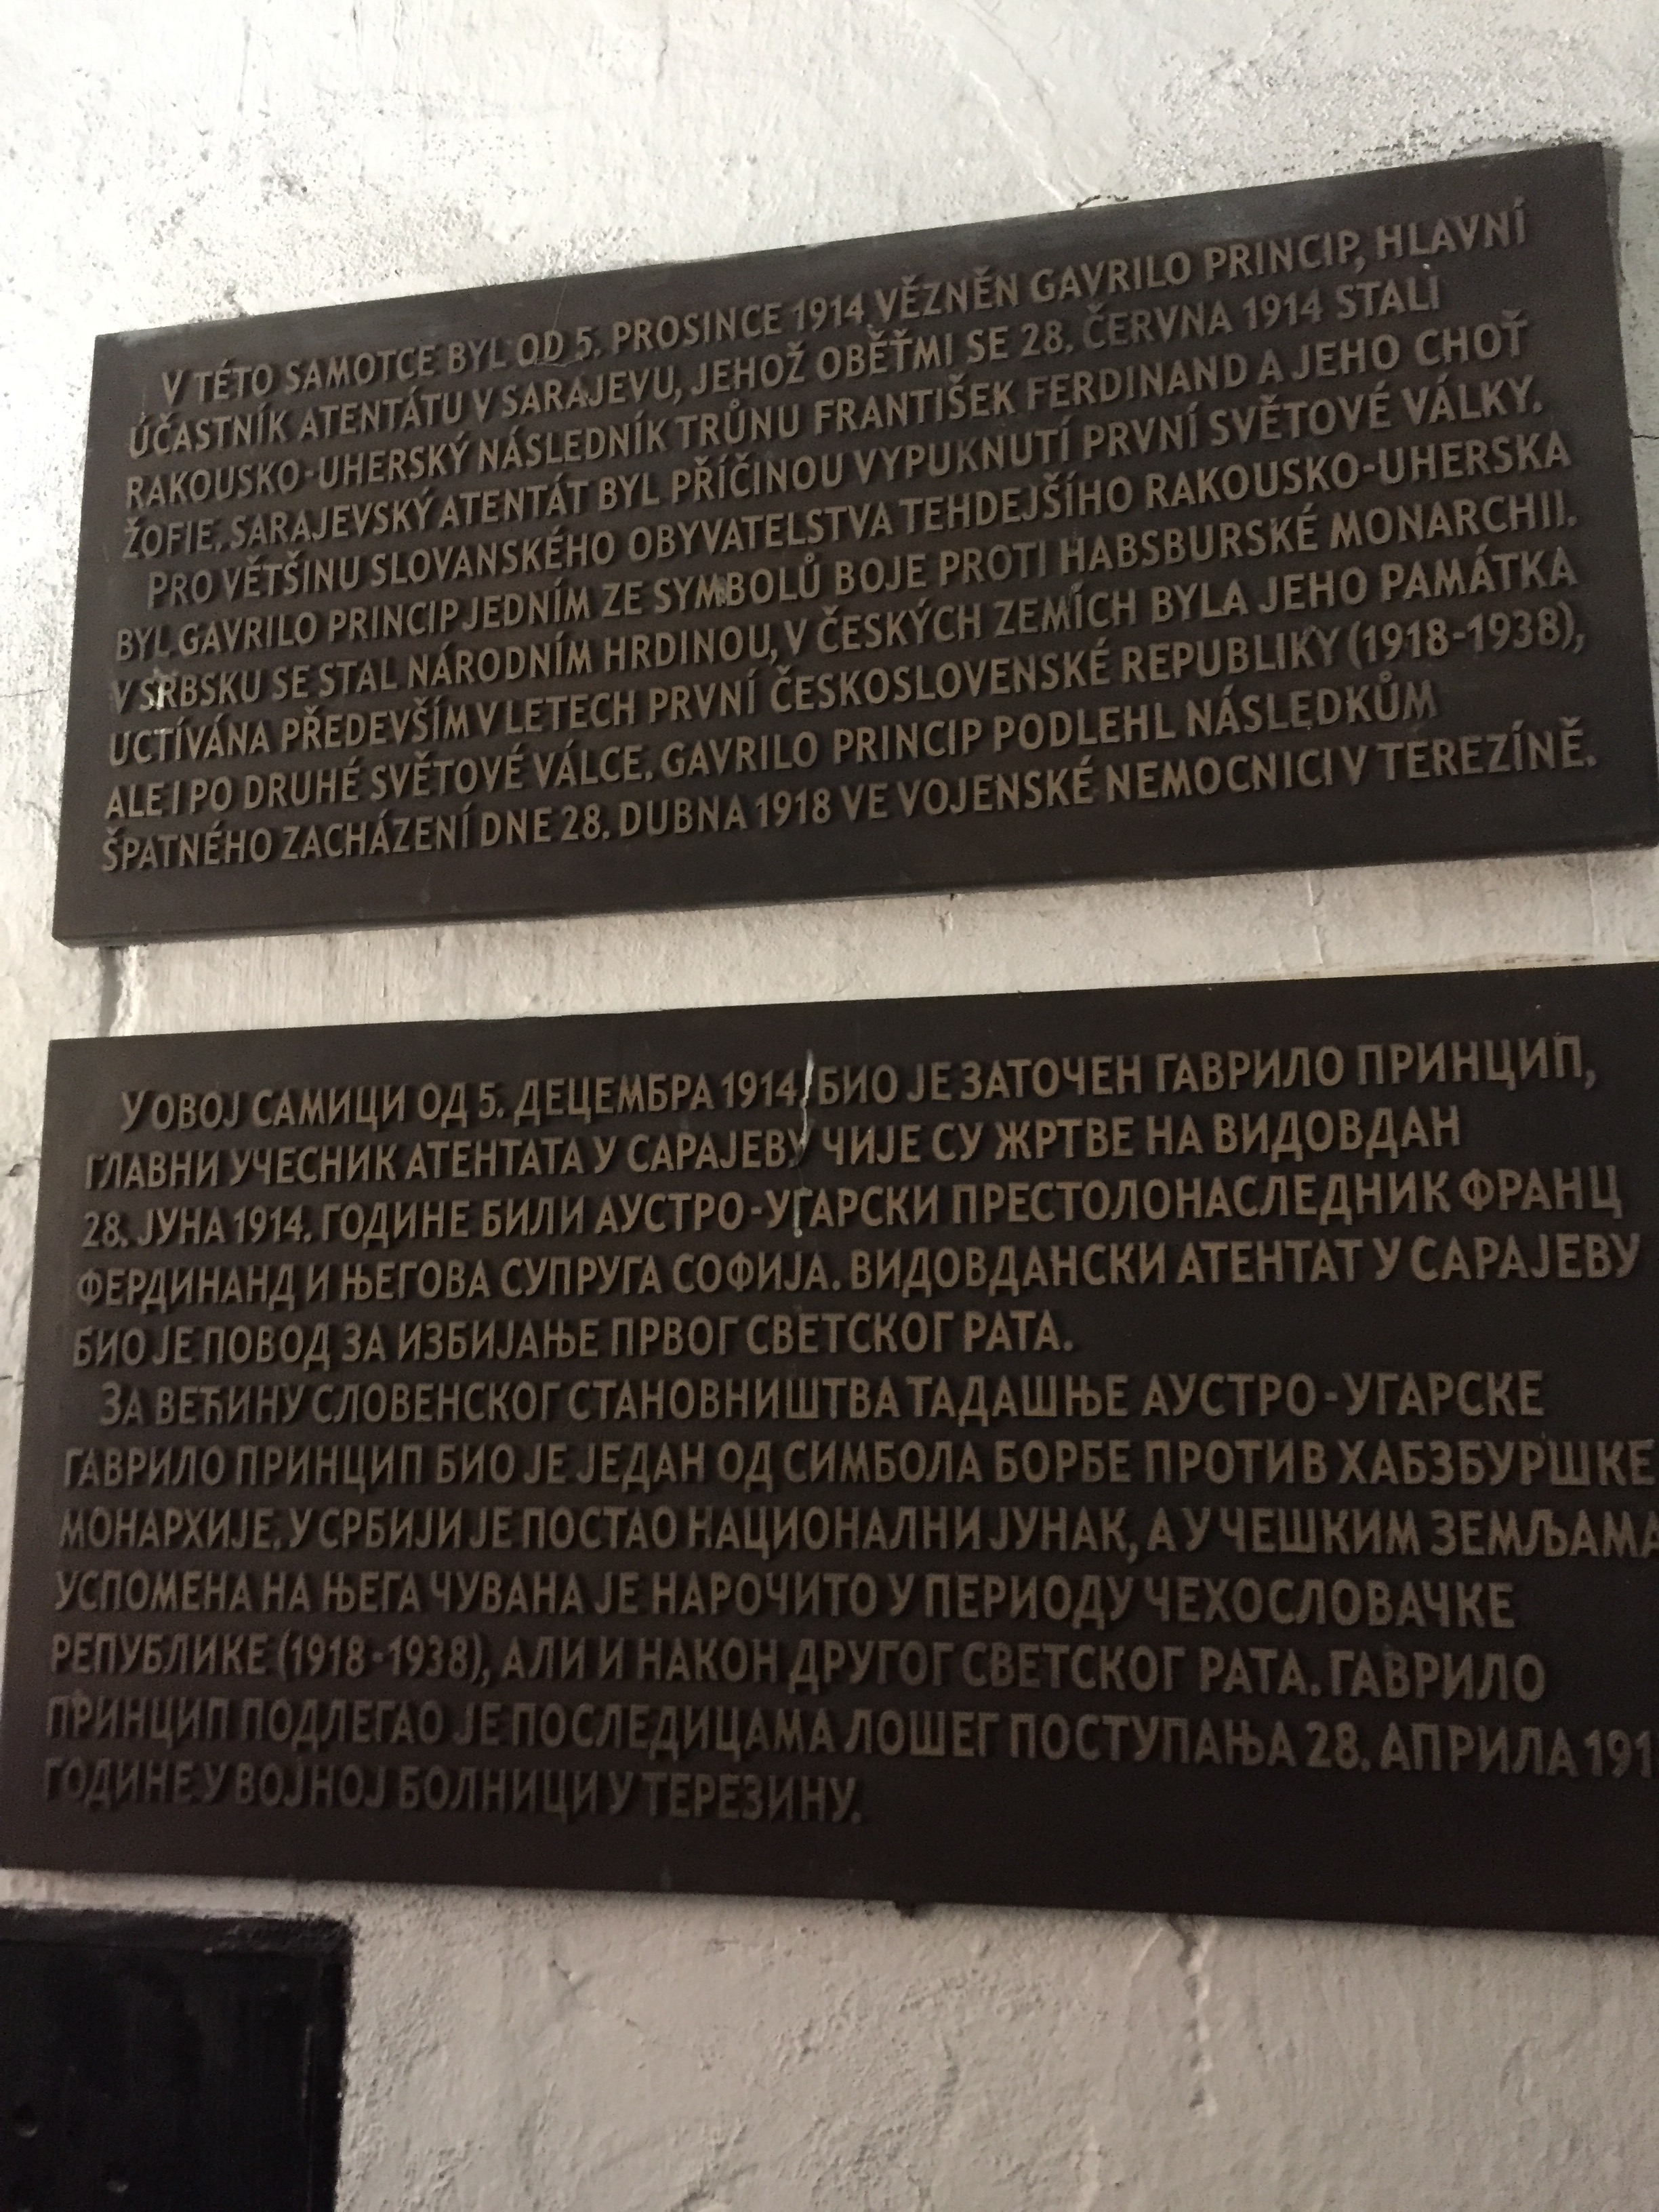 V TÉTO SAMOTCE BYL OD 5. PROSINCE 1914 VĚZNĚN GAVRILO PRINCIP, HLAVNÍ
ÚČASTNÍK ATENTÁTU V SARAJEVU, JEHOŽ OBĚŤMI SE 28. ČERVNA 1914 STALI
RAKOUSKO-UHERSKÝ NÁSLEDNÍK TRŮNU FRANTIŠEK FERDINAND A JEHO CHOŤ
ŽOFIE. SARAJEVSKÝ ATENTÁT BYL PŘÍČINOU VYPUKNUTÍ PRVNÍ SVĚTOVÉ VÁLKY.
PRO VĚTŠINU SLOVANSKÉHO OBYVATELSTVA TEHDEJŠÍHO RAKOUSKO-UHERSKA
BYL GAVRILO PRINCIP JEDNÍM ZE SYMBOLŮ BOJE PROTI HABSBURSKÉ MONARCHII.
V SRBSKU SE STAL NÁRODNÍM HRDINOU, V ČESKÝCH ZEMÍCH BYLA JEHO PAMÁTKA
UCTÍVÁNA PŘEDEVŠÍM V LETECH PRVNÍ ČESKOSLOVENSKÉ REPUBLIKY (1918-1938),
ALE I PO DRUHÉ SVĚTOVÉ VÁLCE. GAVRILO PRINCIP PODLEHL NÁSLEDKŮM
ŠPATNÉHO ZACHÁZENÍ DNE 28. DUBNA 1918 VE VOJENSKÉ NEMOCNICI V TEREZÍNĚ.
У ОВОЈ САМИЦИ ОД 5. ДЕЦЕМБРА 1914. БИО ЈЕ ЗАТОЧЕН ГАВРИЛО ПРИНЦИП,
ГЛАВНИ УЧЕСНИК АТЕНТАТА У САРАЈЕВУ ЧИЈЕ СУ ЖРТВЕ НА ВИДОВДАН
28. ЈУНА 1914. ГОДИНЕ БИЛИ АУСТРО-УГАРСКИ ПРЕСТОЛОНАСЛЕДНИК ФРАНЦ
ФЕРДИНАНД И ЊЕГОВА СУПРУГА СОФИЈА. ВИДОВДАНСКИ АТЕНТАТ У САРАЈЕВУ
БИО ЈЕ ПОВОД ЗА ИЗБИЈАЊЕ ПРВОГ СВЕТСКОГ РАТА.
ЗА ВЕЋИНУ СЛОВЕНСКОГ СТАНОВНИШТВА ТАДАШЊЕ АУСТРО-УГАРСКЕ
ГАВРИЛО ПРИНЦИП БИО ЈЕ ЈЕДАН ОД СИМБОЛА БОРБЕ ПРОТИВ ХАБЗБУРШКЕ
МОНАРХИЈЕ. У СРБИЈИ ЈЕ ПОСТАО НАЦИОНАЛНИ ЈУНАК, А У ЧЕШКИМ ЗЕМЉАМА
УСПОМЕНА НА ЊЕГА ЧУВАНА ЈЕ НАРОЧИТО У ПЕРИОДУ ЧЕХОСЛОВАЧКЕ
РЕПУБЛИКЕ (1918-1938), АЛИ И НАКОН ДРУГОГ СВЕТСКОГ РАТА. ГАВРИЛО
ПРИНЦИП ПОДЛЕГАО ЈЕ ПОСЛЕДИЦАМА ЛОШЕГ ПОСТУПАЊА 28. АПРИЛА 191
ГОДИНЕ У ВОЈНОЈ БОЛНИЦИ У ТЕРЕЗИНУ.